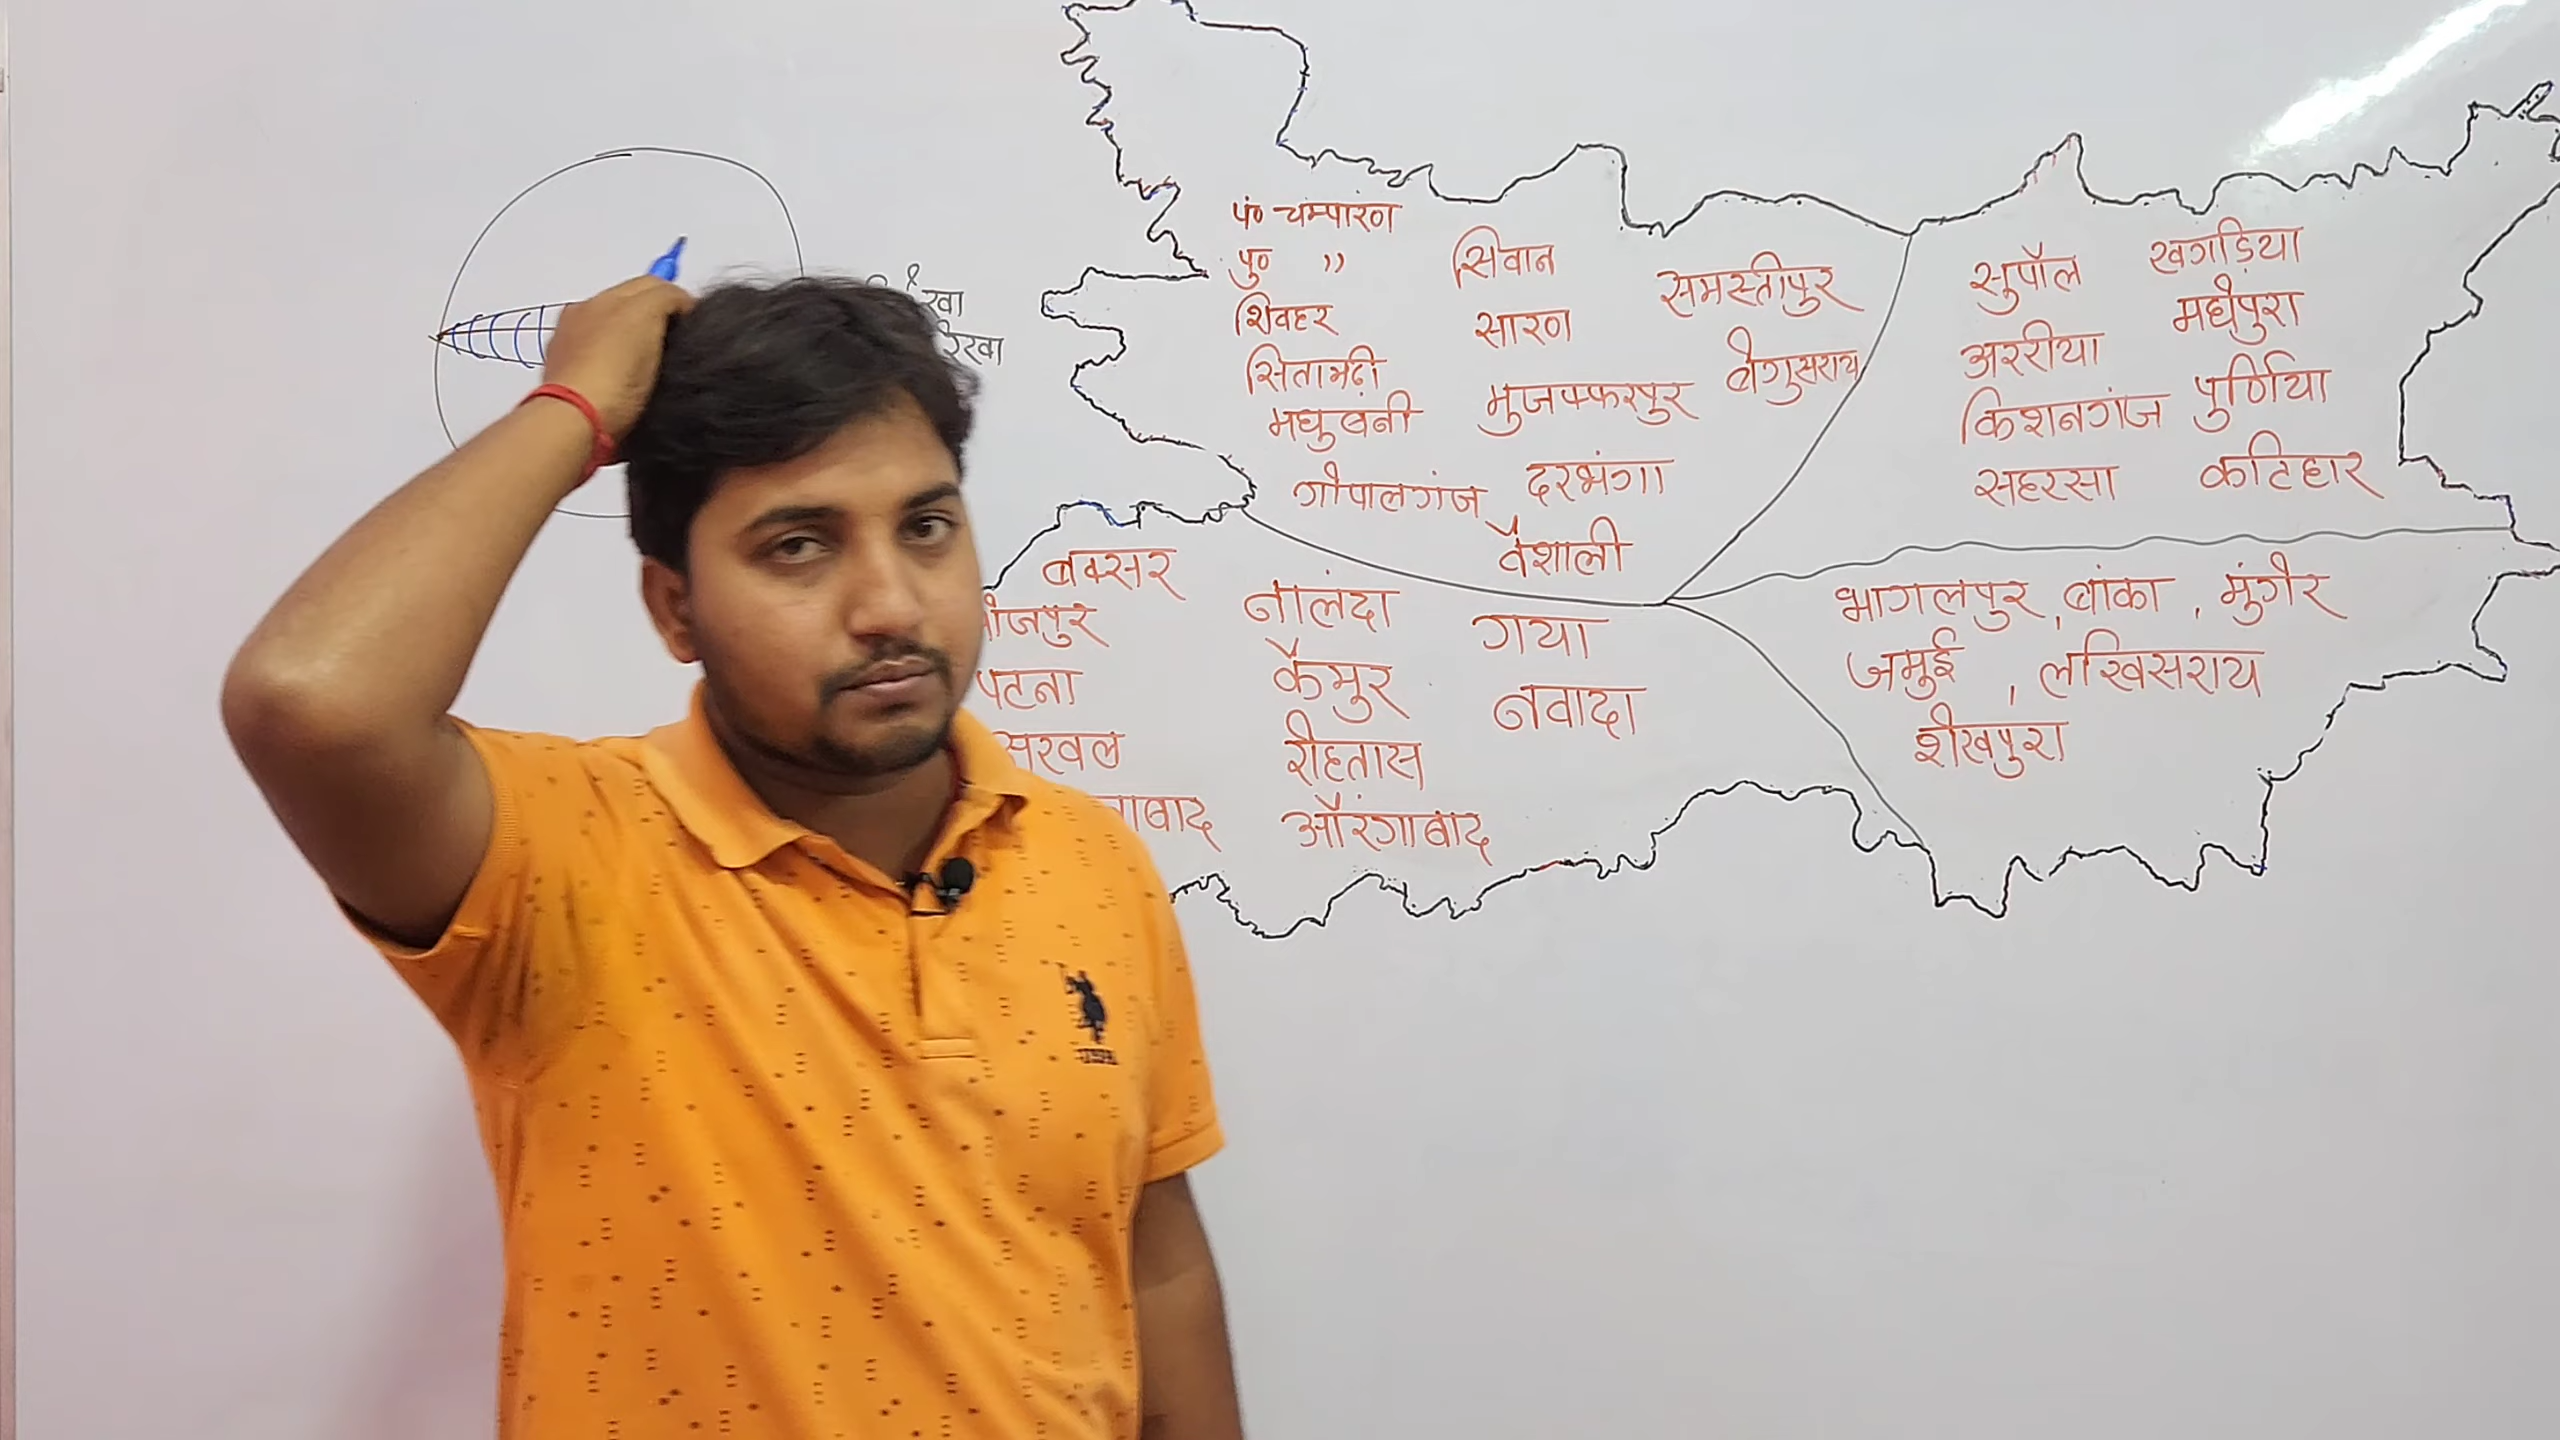 रेखा
पं० चम्पारण
पु० "
शिवहर
सितामढ़ी
मधुबनी
गोपालगंज
सिवान
सारण
मुजफ्फरपुर
दरभंगा
वैशाली
समस्तीपुर
बेगुसराय
सुपौल
अररीया
किशनगंज
सहरसा
खगड़िया
मधेपुरा
पुर्णिया
कटिहार
बक्सर
पटना
नालंदा
कैमुर
रोहतास
औरंगाबाद
गया
नवादा
भागलपुर, बांका, मुंगेर
जमुई, लखिसराय
शेखपुरा